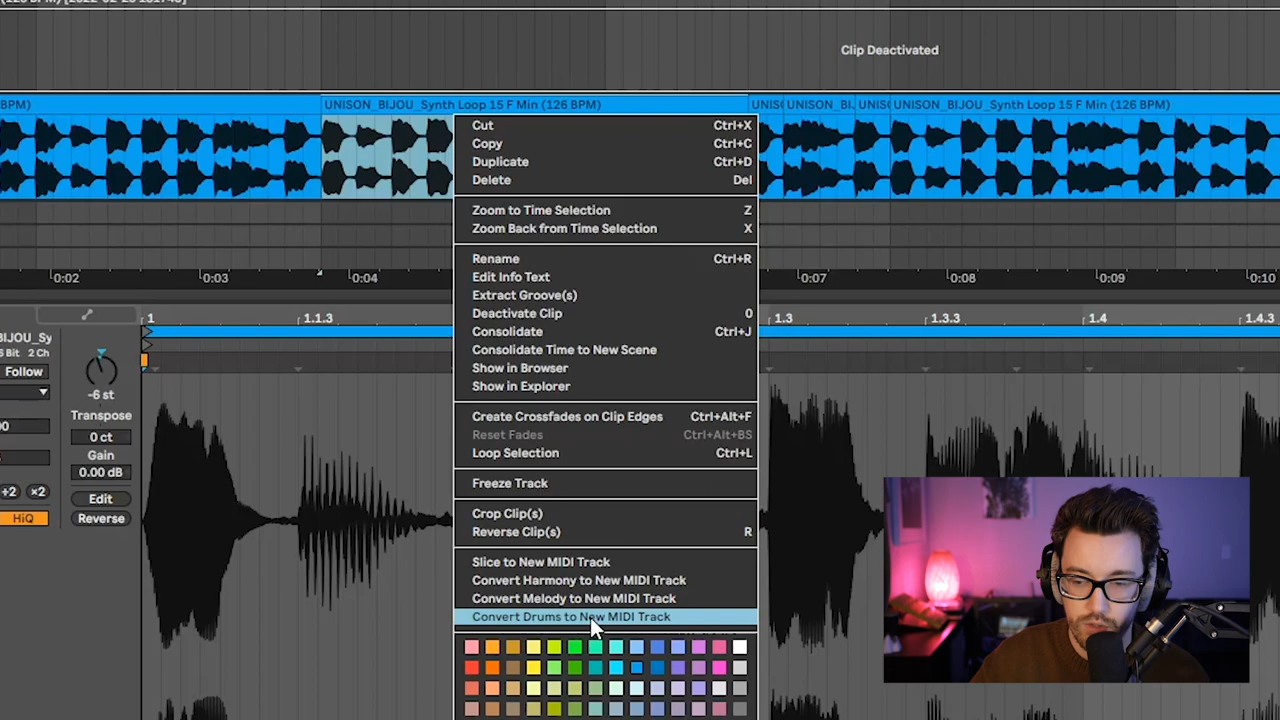 Clip Deactivated
BPM)
UNISON_BIJOU_Synth Loop 15 F Min (126 BPM)
UNIS
UNISON_BI.
UNIS
UNISON_BIJOU_Synth Loop 15 F Min (126 BPM)
Cut Ctrl+X
Copy Ctrl+C
Duplicate Ctrl+D
Delete Del
Zoom to Time Selection Z
Zoom Back from Time Selection X
Rename Ctrl+R
Edit Info Text
Extract Groove(s)
Deactivate Clip 0
Consolidate Ctrl+J
Consolidate Time to New Scene
Show in Browser
Show in Explorer
Create Crossfades on Clip Edges Ctrl+Alt+F
Reset Fades Ctrl+Alt+BS
Loop Selection Ctrl+L
Freeze Track
Crop Clip(s)
Reverse Clip(s) R
Slice to New MIDI Track
Convert Harmony to New MIDI Track
Convert Melody to New MIDI Track
Convert Drums to New MIDI Track
0:02 0:03 0:04 0:07 0:08 0:09 0:10
1 1.1.3 1.3 1.3.3 1.4 1.4.3
BIJOU_Sy
Bit 2 Ch
Follow
-6 st
Transpose
0 ct
Gain
0.00 dB
÷2 ×2
Edit
HiQ
Reverse